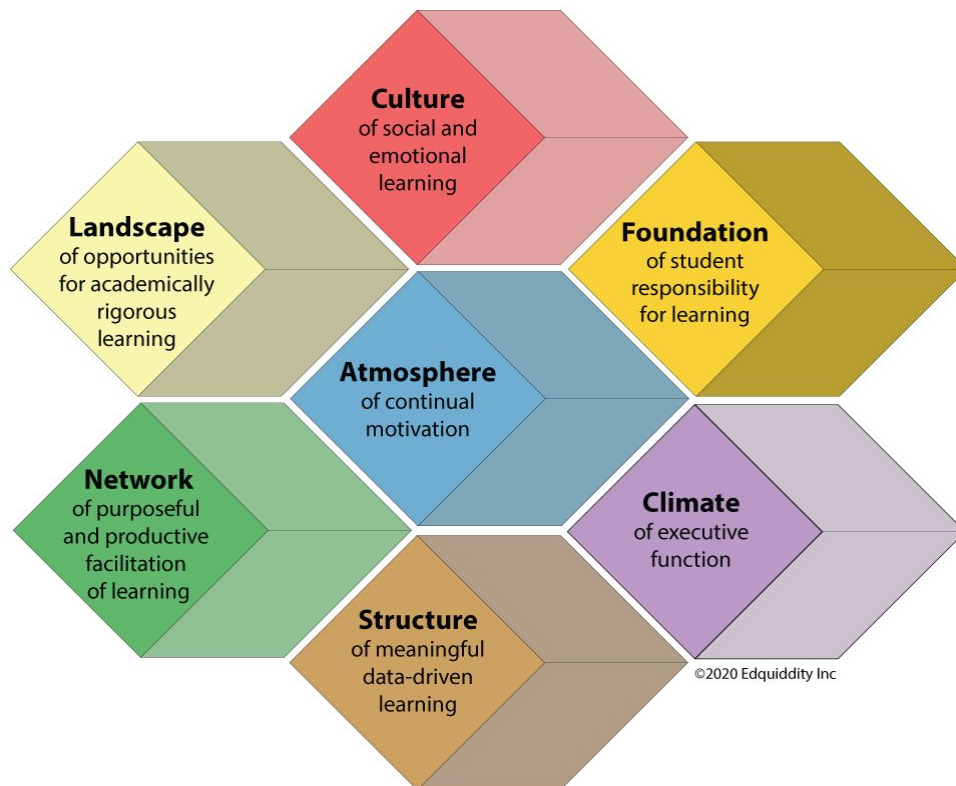 Culture
of social and
emotional
learning
Landscape
of opportunities
for academically
rigorous
learning
Foundation
of student
responsibility
for learning
Atmosphere
of continual
motivation
Network
of purposeful
and productive
facilitation
of learning
Climate
of executive
function
Structure
of meaningful
data-driven
learning
©2020 Edquiddity Inc